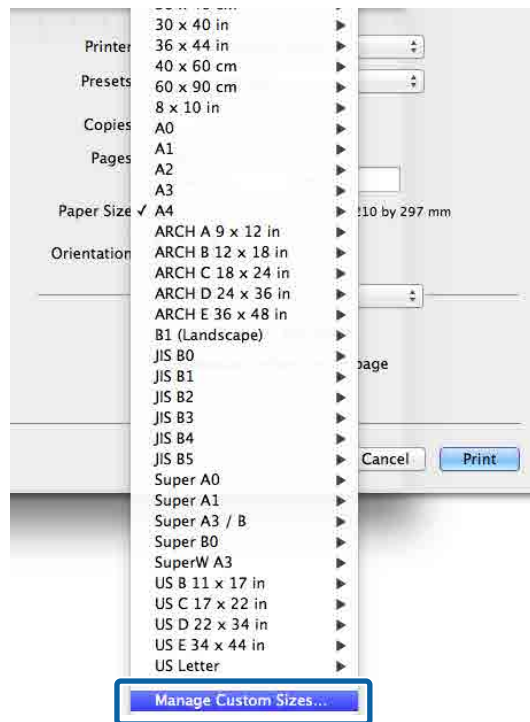 30 x 40 in
Printer 36 x 44 in
40 x 60 cm
Presets 60 x 90 cm
8 x 10 in
Copies A0
A1
Pages A2
A3
Paper Size ✓ A4 210 by 297 mm
ARCH A 9 x 12 in
Orientation ARCH B 12 x 18 in
ARCH C 18 x 24 in
ARCH D 24 x 36 in
ARCH E 36 x 48 in
B1 (Landscape)
JIS B0 page
JIS B1
JIS B2
JIS B3
JIS B4
JIS B5 Cancel Print
Super A0
Super A1
Super A3 / B
Super B0
SuperW A3
US B 11 x 17 in
US C 17 x 22 in
US D 22 x 34 in
US E 34 x 44 in
US Letter
Manage Custom Sizes...